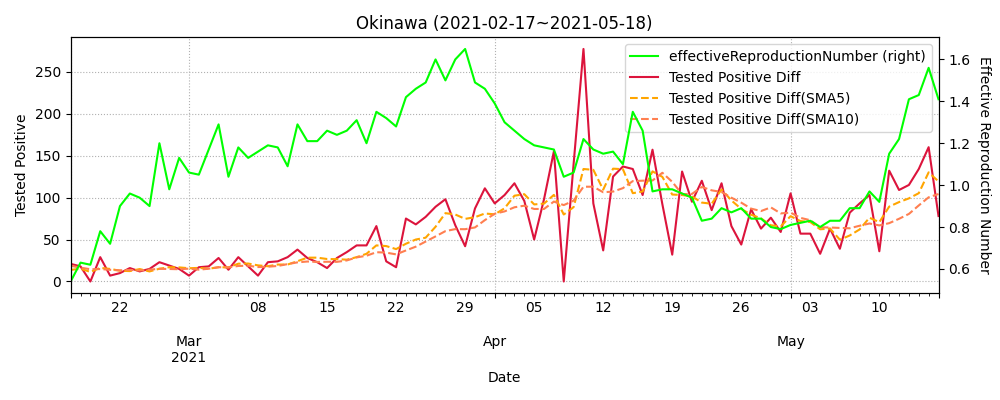 Okinawa (2021-02-17~2021-05-18)
effectiveReproductionNumber (right)
Tested Positive Diff
Tested Positive Diff(SMA5)
Tested Positive Diff(SMA10)
Tested Positive
250
200
150
100
50
0
1.6
1.4
1.2
1.0
0.8
0.6
Effective Reproduction Number
22 08 15 22 29 05 12 19 26 03 10
Mar Apr May
2021
Date